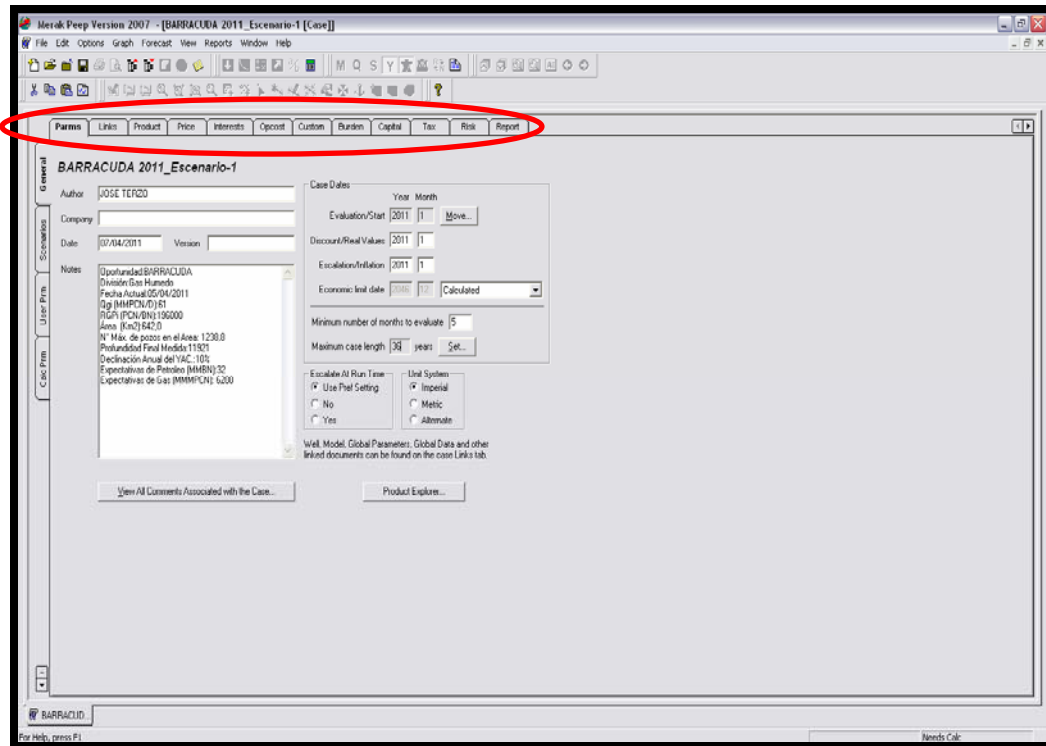 Merak Peep Version 2007 - [BARRACUDA 2011_Escenario-1 [Case]]
File Edit Options Graph Forecast View Reports Window Help
M Q S Y
Parms Links Product Price Interests Opcost Custom Burden Capital Tax Risk Report
General
Scenarios
User Prm
Calc Prm
BARRACUDA 2011_Escenario-1
Author JOSE TERZO
Company
Date 07/04/2011 Version
Notes
Oportunidad:BARRACUDA
División:Gas Humedo
Fecha Actual:05/04/2011
Qgi (MMPCN/D):61
RGPi (PCN/BN):196000
Área (Km2):642,0
N° Máx. de pozos en el Area: 1238,8
Profundidad Final Medida:11921
Declinación Anual del YAC.:10%
Expectativas de Petroleo (MMBN):32
Expectativas de Gas (MMMPCN): 6200
View All Comments Associated with the Case...
Case Dates
Year Month
Evaluation/Start 2011 1 Move...
Discount/Real Values 2011 1
Escalation/Inflation 2011 1
Economic limit date 2046 12 Calculated
Minimum number of months to evaluate 5
Maximum case length 36 years Set...
Escalate At Run Time
Use Pref Setting
No
Yes
Unit System
Imperial
Metric
Alternate
Well, Model, Global Parameters, Global Data and other
linked documents can be found on the case Links tab.
Product Explorer...
BARRACUD...
For Help, press F1
Needs Calc